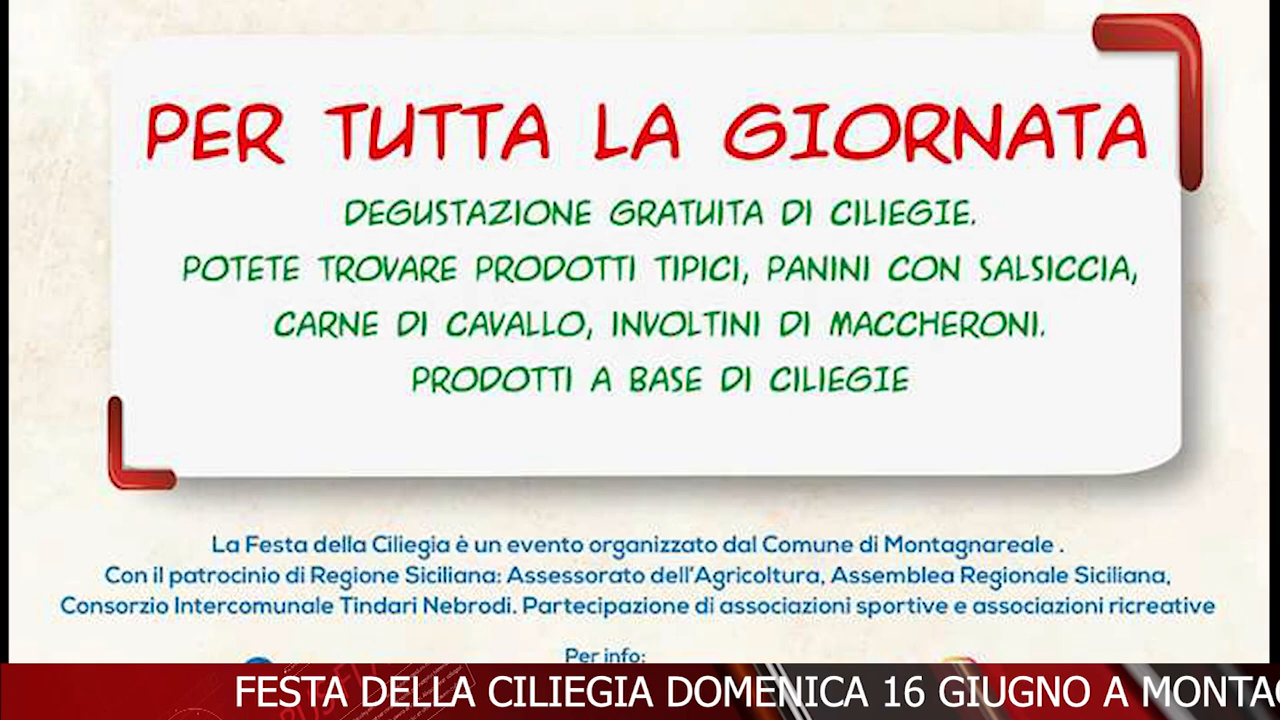 PER TUTTA LA GIORNATA
DEGUSTAZIONE GRATUITA DI CILIEGIE.
POTETE TROVARE PRODOTTI TIPICI, PANINI CON SALSICCIA,
CARNE DI CAVALLO, INVOLTINI DI MACCHERONI.
PRODOTTI A BASE DI CILIEGIE
La Festa della Ciliegia è un evento organizzato dal Comune di Montagnareale .
Con il patrocinio di Regione Siciliana: Assessorato dell'Agricoltura, Assemblea Regionale Siciliana,
Consorzio Intercomunale Tindari Nebrodi. Partecipazione di associazioni sportive e associazioni ricreative
Per info:
FESTA DELLA CILIEGIA DOMENICA 16 GIUGNO A